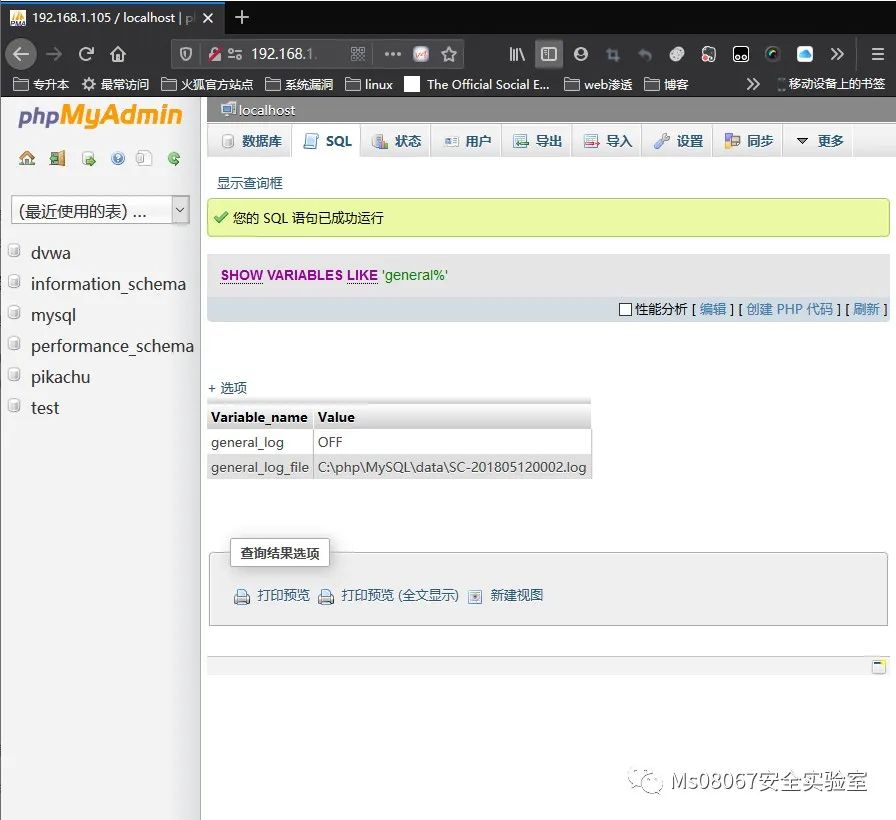 192.168.1.105 / localhost | p
192.168.1.
专升本 最常访问 火狐官方站点 系统漏洞 linux The Official Social E... web渗透 博客 移动设备上的书签
phpMyAdmin
(最近使用的表) ...
dvwa
information_schema
mysql
performance_schema
pikachu
test
localhost
数据库 SQL 状态 用户 导出 导入 设置 同步 更多
显示查询框
您的 SQL 语句已成功运行
SHOW VARIABLES LIKE 'general%'
性能分析 [ 编辑 ] [ 创建 PHP 代码 ] [ 刷新 ]
+ 选项
Variable_name Value
general_log OFF
general_log_file C:\php\MySQL\data\SC-201805120002.log
查询结果选项
打印预览 打印预览 (全文显示) 新建视图
Ms08067安全实验室